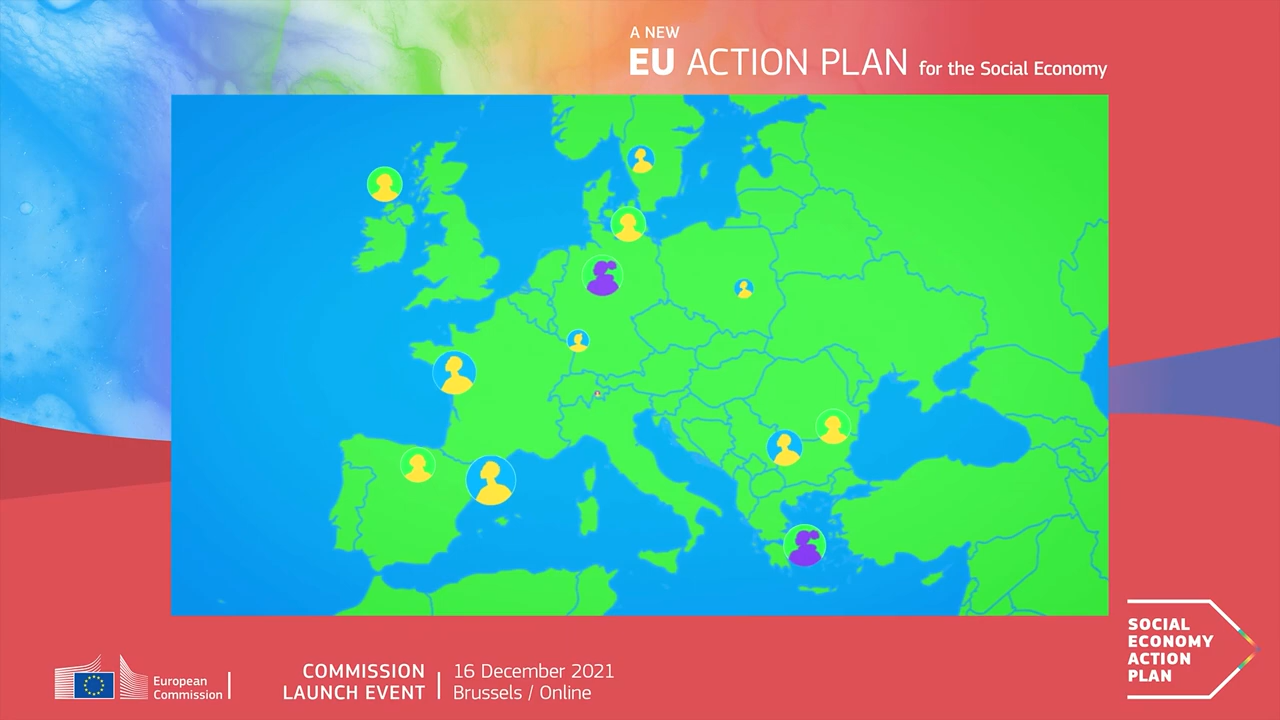 A NEW
EU ACTION PLAN for the Social Economy
European
Commission
COMMISSION
LAUNCH EVENT
16 December 2021
Brussels / Online
SOCIAL
ECONOMY
ACTION
PLAN